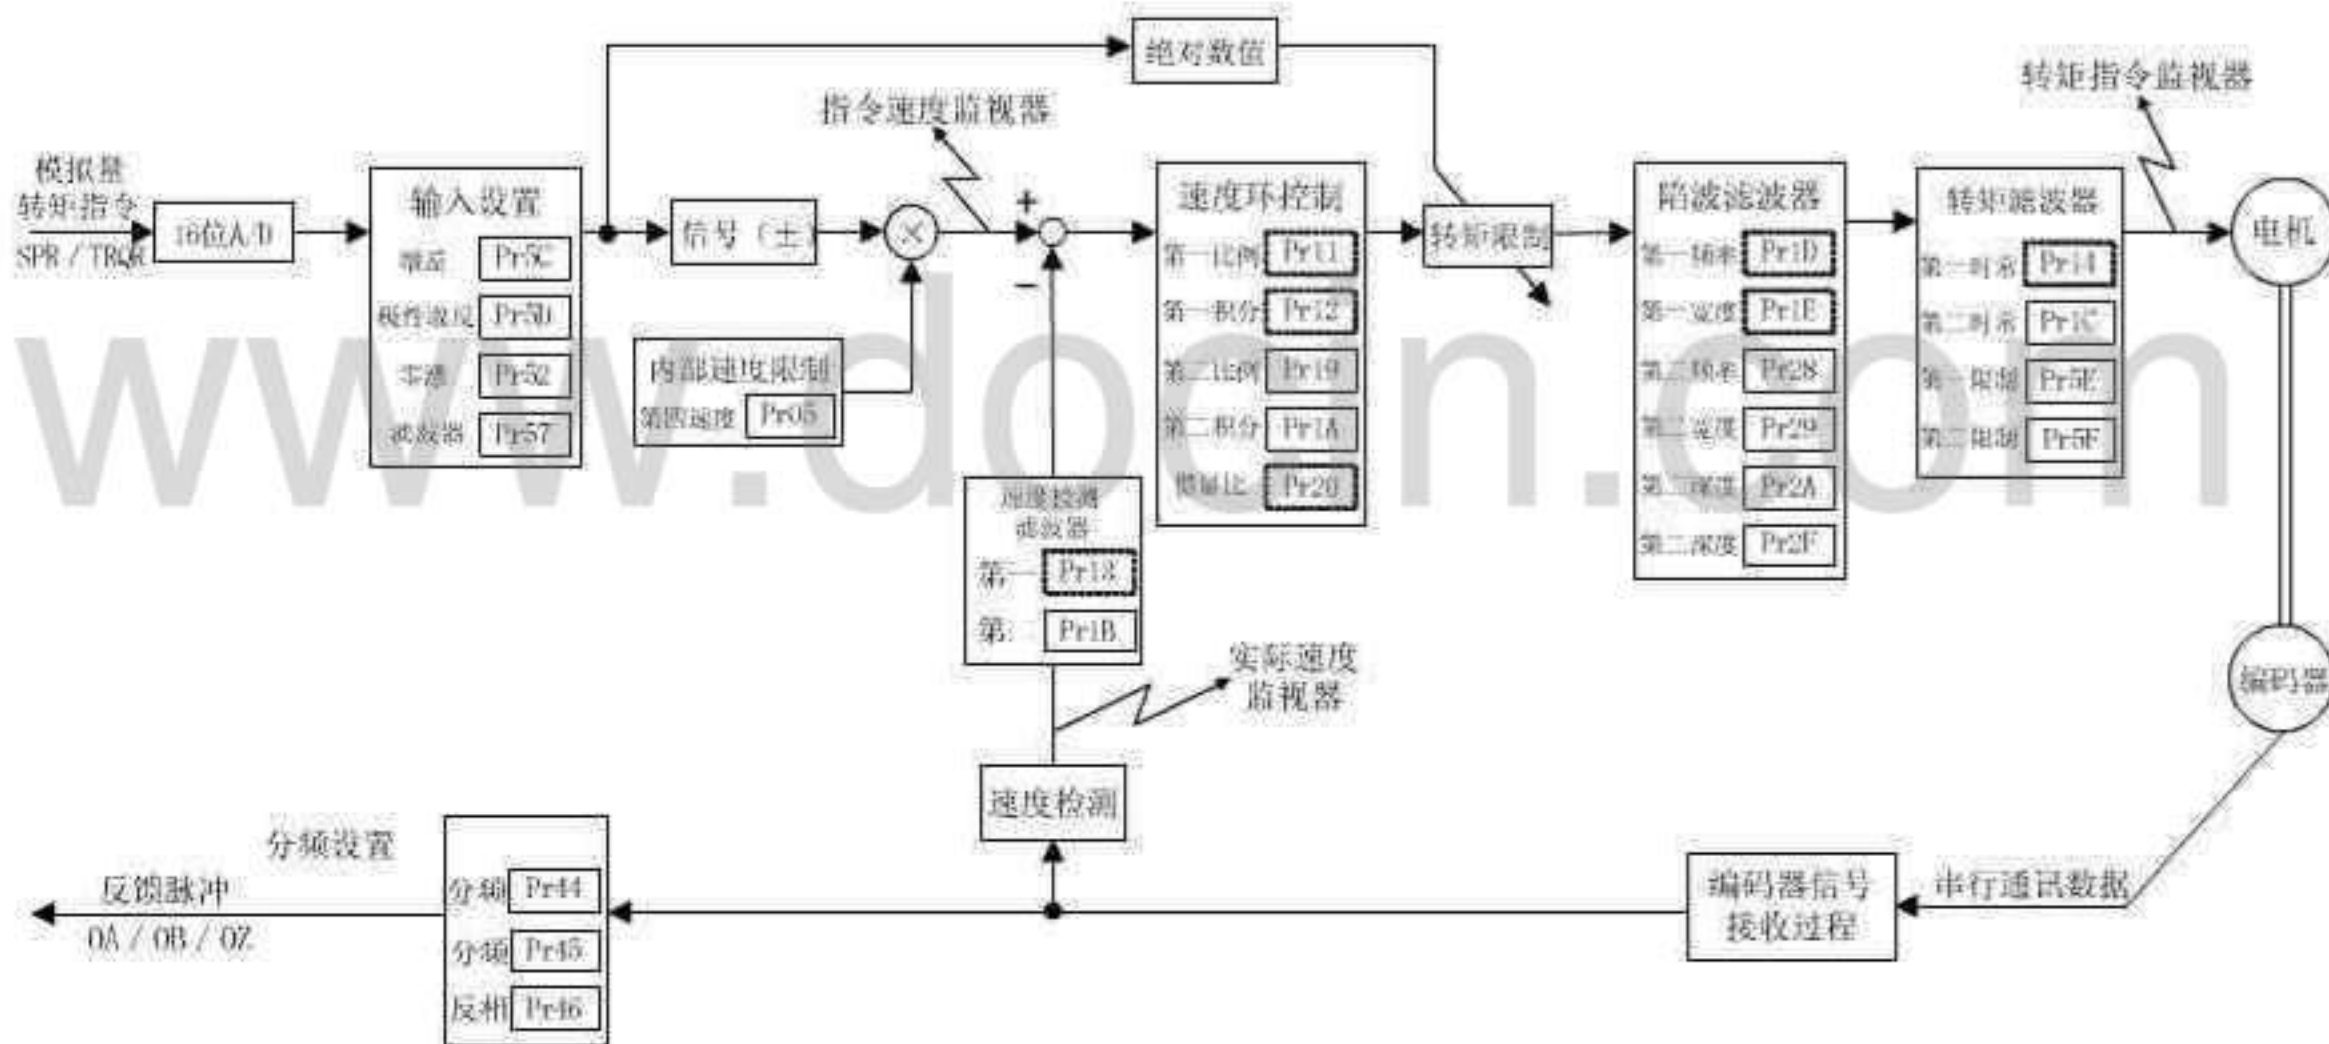 绝对数值
转矩指令监视器
指令速度监视器
模拟量
转矩指令
SPR / TRQR
16位A/D
输入设置
增益 Pr5C
Pr5D
零漂 Pr52
滤波器 Pr57
信号（±）
×
内部速度限制
第四速度 Pr05
+
−
速度环控制
第一比例 Pr11
第一积分 Pr12
第二比例 Pr19
第二积分 Pr1A
惯量比 Pr20
转矩限制
陷波滤波器
第一频率 Pr1D
第一宽度 Pr1E
第二频率 Pr28
第二宽度 Pr29
深度 Pr2A
第二深度 Pr2F
转矩滤波器
第一时常 Pr14
第二时常 Pr1C
第一限制 Pr5E
第二限制 Pr5F
电机
速度检测
滤波器
第一 Pr13
第二 Pr1B
实际速度
监视器
编码器
速度检测
分频设置
分频 Pr44
分频 Pr45
反相 Pr46
反馈脉冲
OA / OB / OZ
编码器信号
接收过程
串行通讯数据
www.docin.com